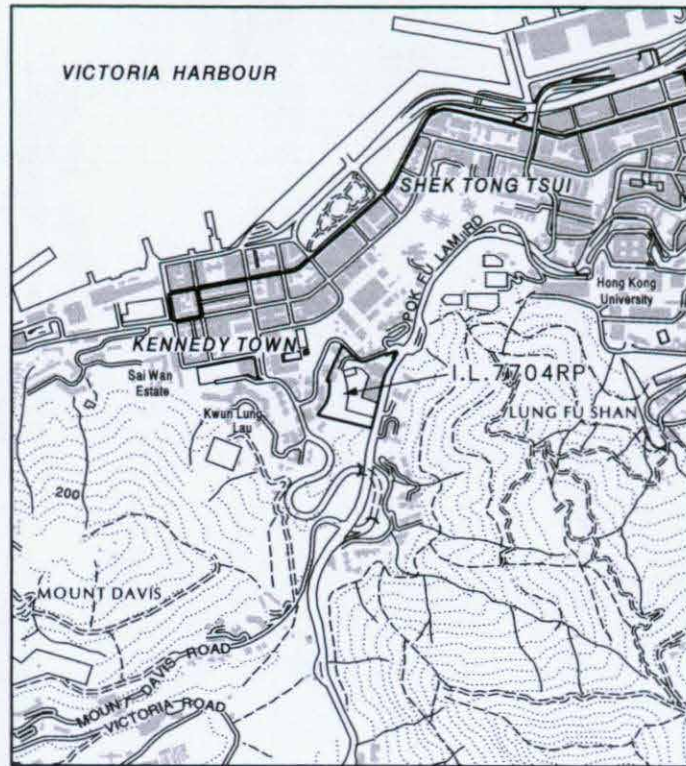 VICTORIA HARBOUR
SHEK TONG TSUI
POK FU LAM RD
Hong Kong
University
KENNEDY TOWN
Sai Wan
Estate
I.L.7704RP
Kwun Lung
Lau
LUNG FU SHAN
200
MOUNT DAVIS
MOUNT DAVIS ROAD
VICTORIA ROAD